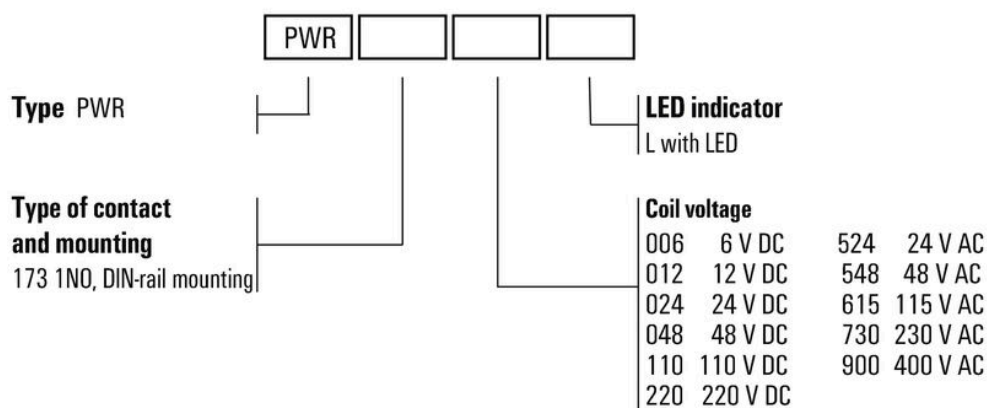 PWR
Type PWR
LED indicator
L with LED
Type of contact
and mounting
173 1NO, DIN-rail mounting
Coil voltage
006 6 V DC 524 24 V AC
012 12 V DC 548 48 V AC
024 24 V DC 615 115 V AC
048 48 V DC 730 230 V AC
110 110 V DC 900 400 V AC
220 220 V DC